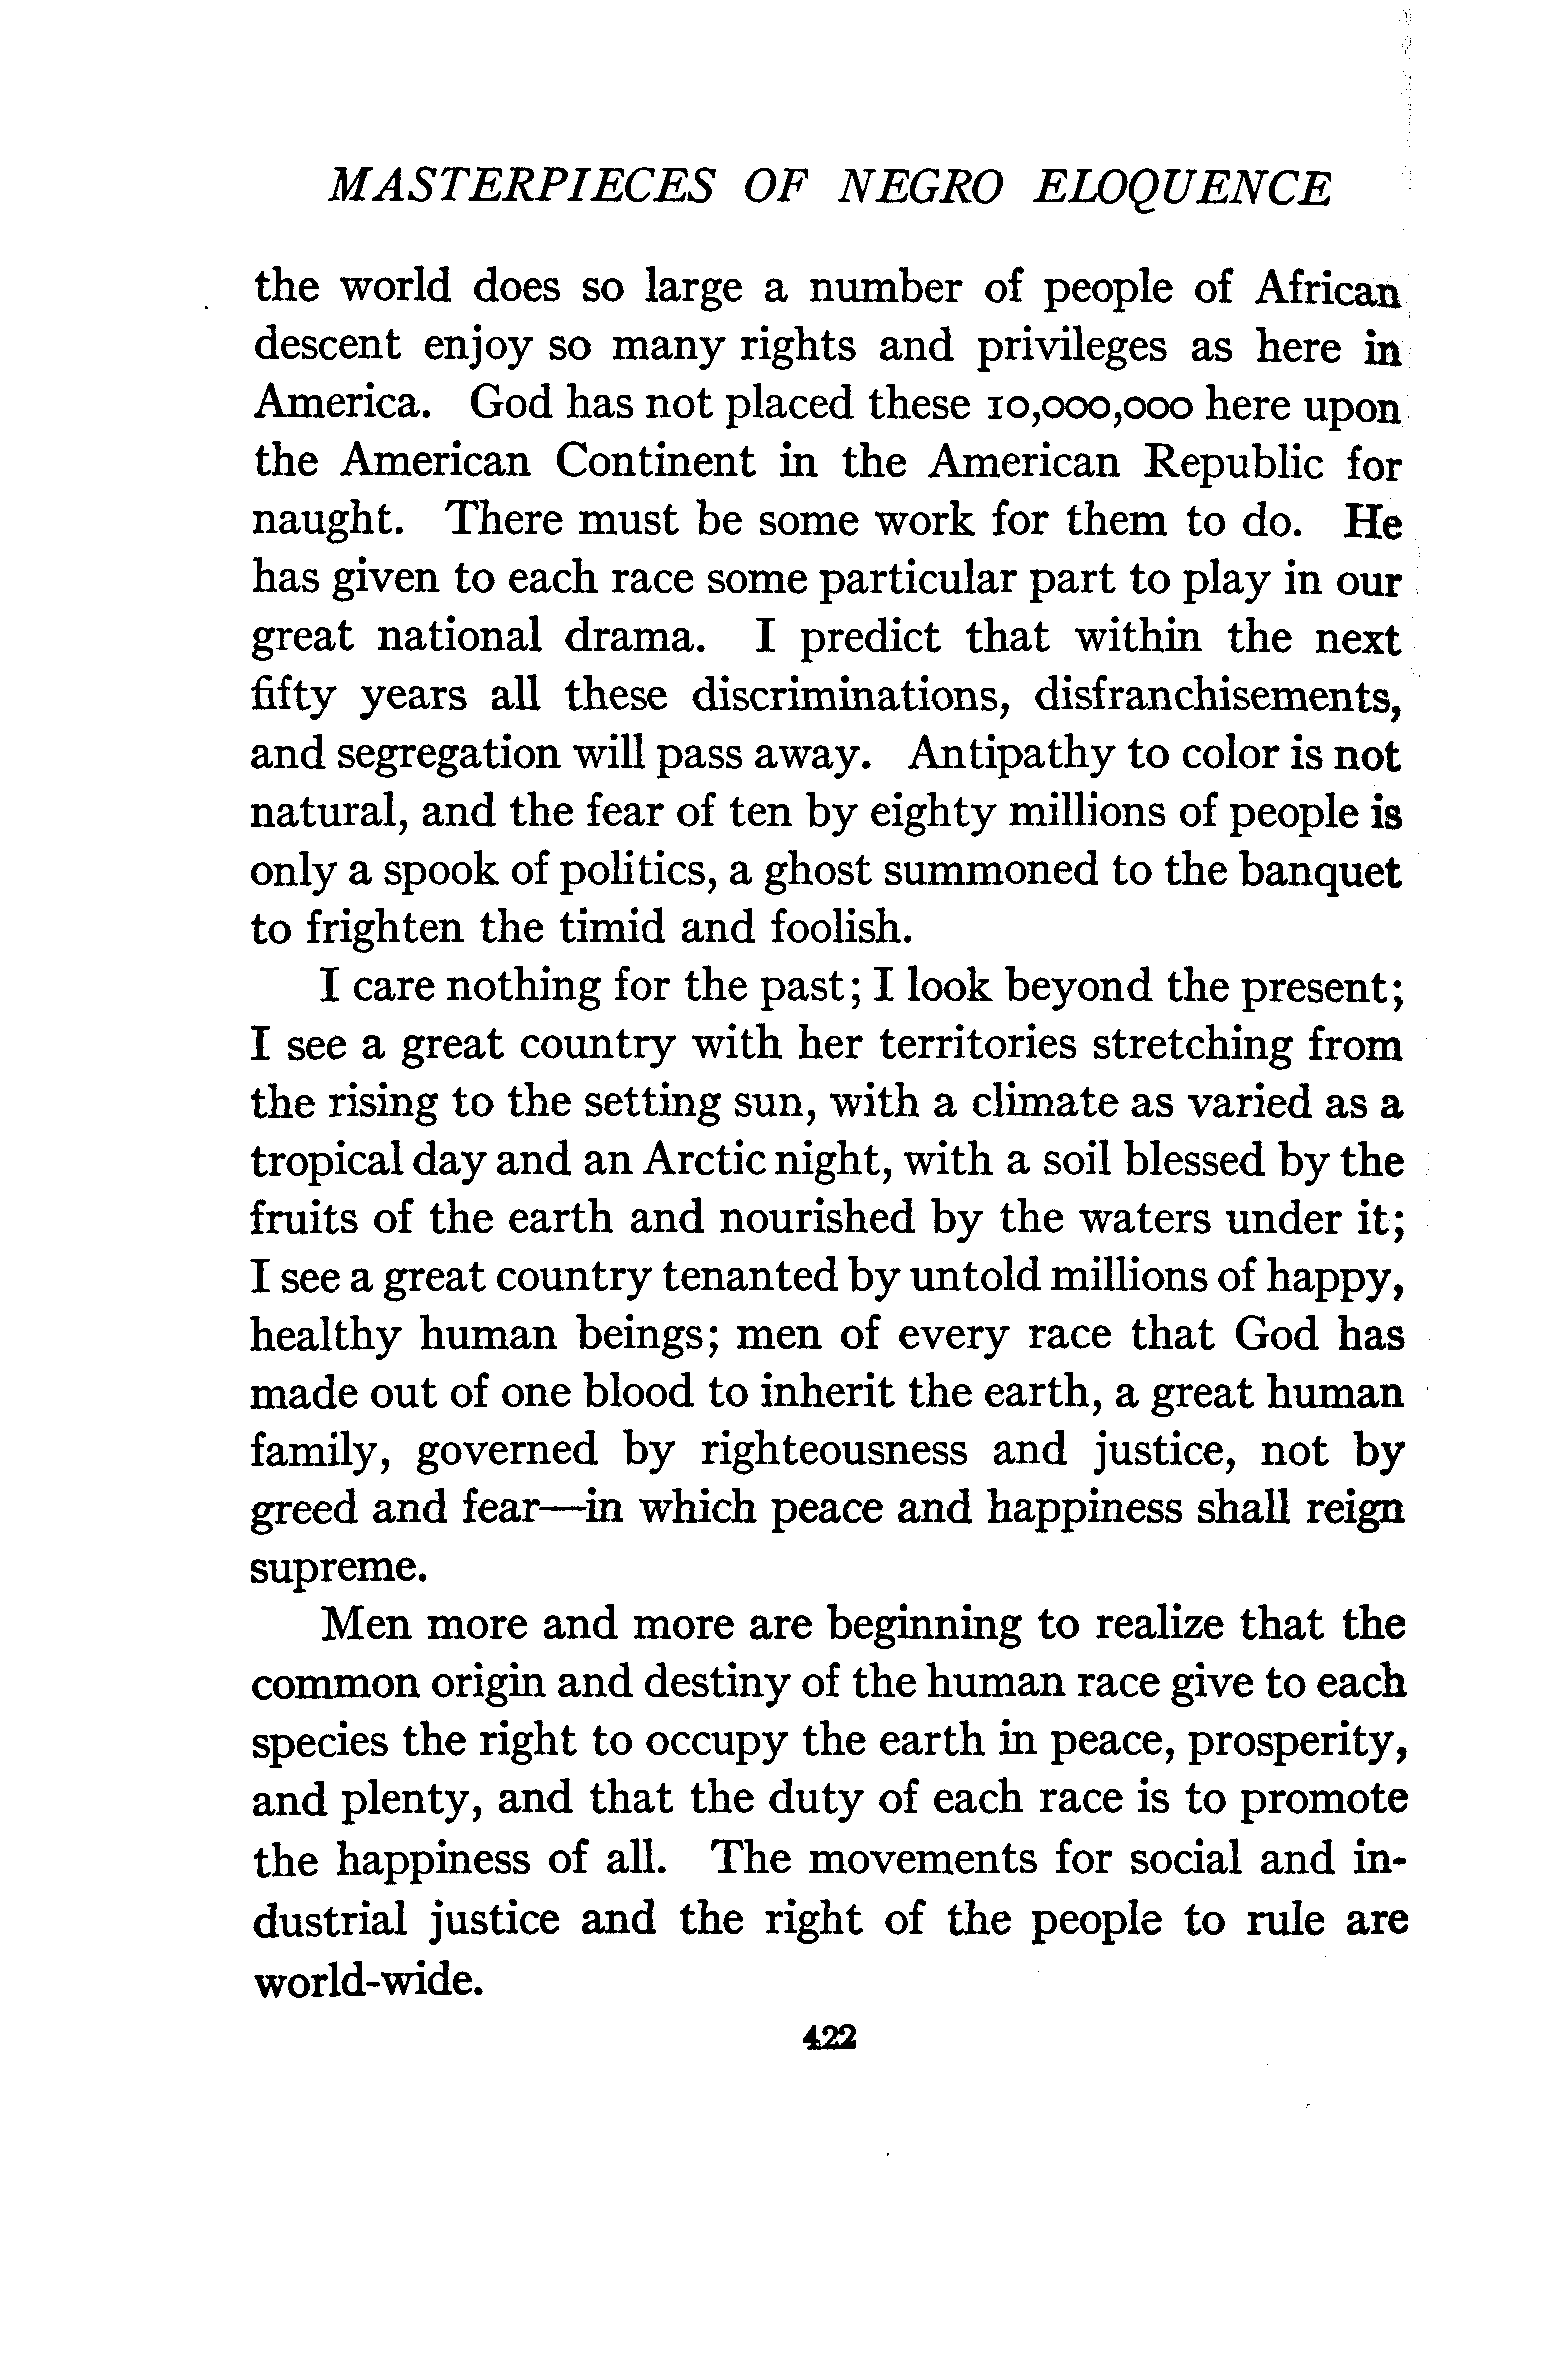 MASTERPIECES OF NEGRO ELOQUENCE
the world does so large a number of people of African
descent enjoy so many rights and privileges as here in
America. God has not placed these 10,000,000 here upon
the American Continent in the American Republic for
naught. There must be some work for them to do. He
has given to each race some particular part to play in our
great national drama. I predict that within the next
fifty years all these discriminations, disfranchisements,
and segregation will pass away. Antipathy to color is not
natural, and the fear of ten by eighty millions of people is
only a spook of politics, a ghost summoned to the banquet
to frighten the timid and foolish.
I care nothing for the past; I look beyond the present;
I see a great country with her territories stretching from
the rising to the setting sun, with a climate as varied as a
tropical day and an Arctic night, with a soil blessed by the
fruits of the earth and nourished by the waters under it;
I see a great country tenanted by untold millions of happy,
healthy human beings; men of every race that God has
made out of one blood to inherit the earth, a great human
family, governed by righteousness and justice, not by
greed and fear—in which peace and happiness shall reign
supreme.
Men more and more are beginning to realize that the
common origin and destiny of the human race give to each
species the right to occupy the earth in peace, prosperity,
and plenty, and that the duty of each race is to promote
the happiness of all. The movements for social and in-
dustrial justice and the right of the people to rule are
world-wide.
422